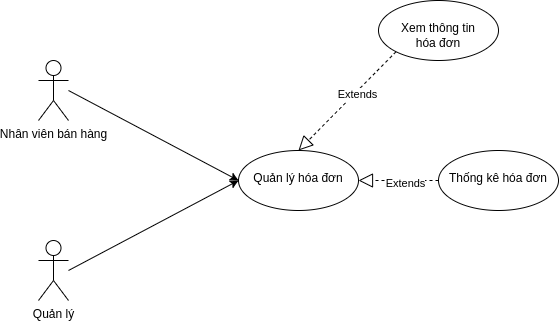 Xem thông tin
hóa đơn
Extends
Nhân viên bán hàng
Quản lý hóa đơn
Extends
Thống kê hóa đơn
Quản lý